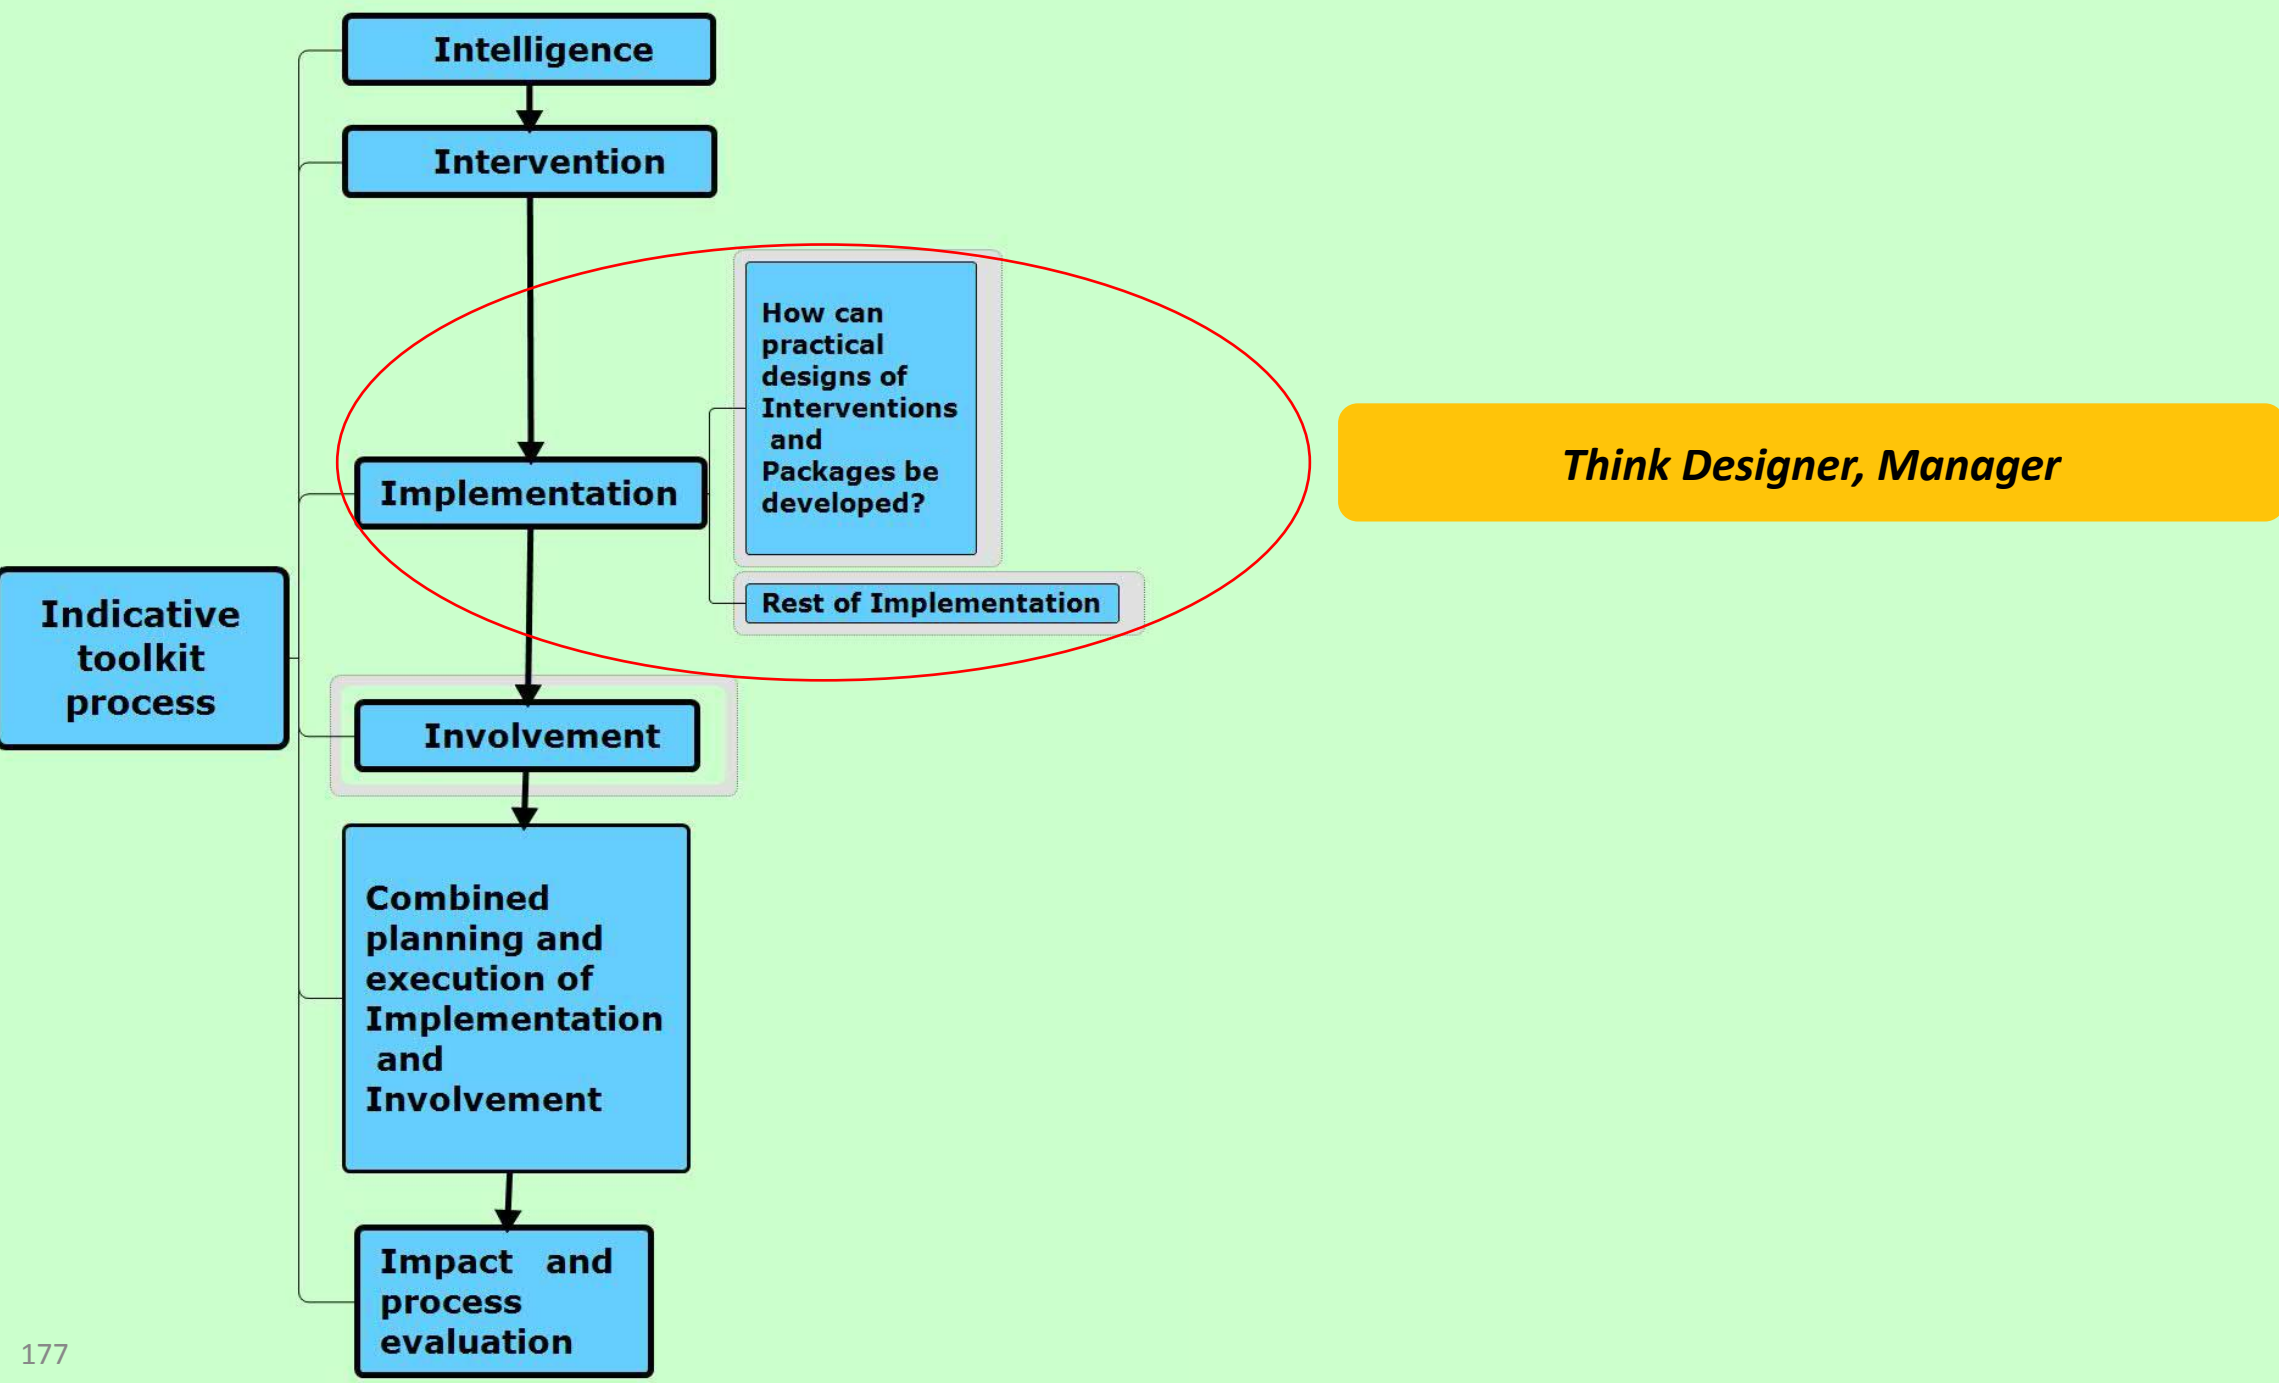 Intelligence
Intervention
How can
practical
designs of
Interventions
and
Packages be
developed?
Think Designer, Manager
Implementation
Rest of Implementation
Indicative
toolkit
process
Involvement
Combined
planning and
execution of
Implementation
and
Involvement
Impact and
process
evaluation
177